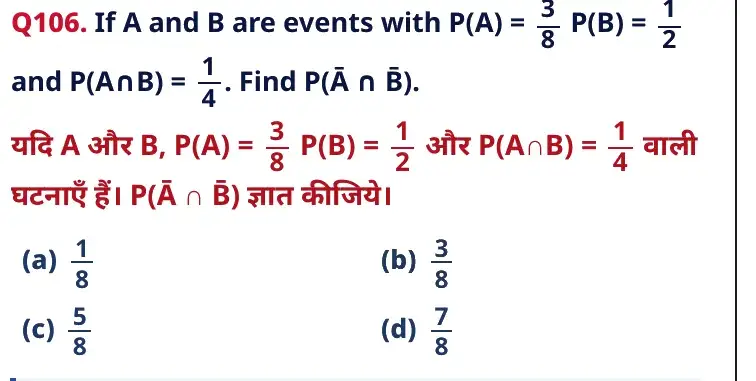 Q106. If A and B are events with P(A) = 3/8 P(B) = 1/2
and P(A∩B) = 1/4. Find P(Ā ∩ B̄).
यदि A और B, P(A) = 3/8 P(B) = 1/2 और P(A∩B) = 1/4 वाली
घटनाएँ हैं। P(Ā ∩ B̄) ज्ञात कीजिये।
(a) 1/8 (b) 3/8
(c) 5/8 (d) 7/8